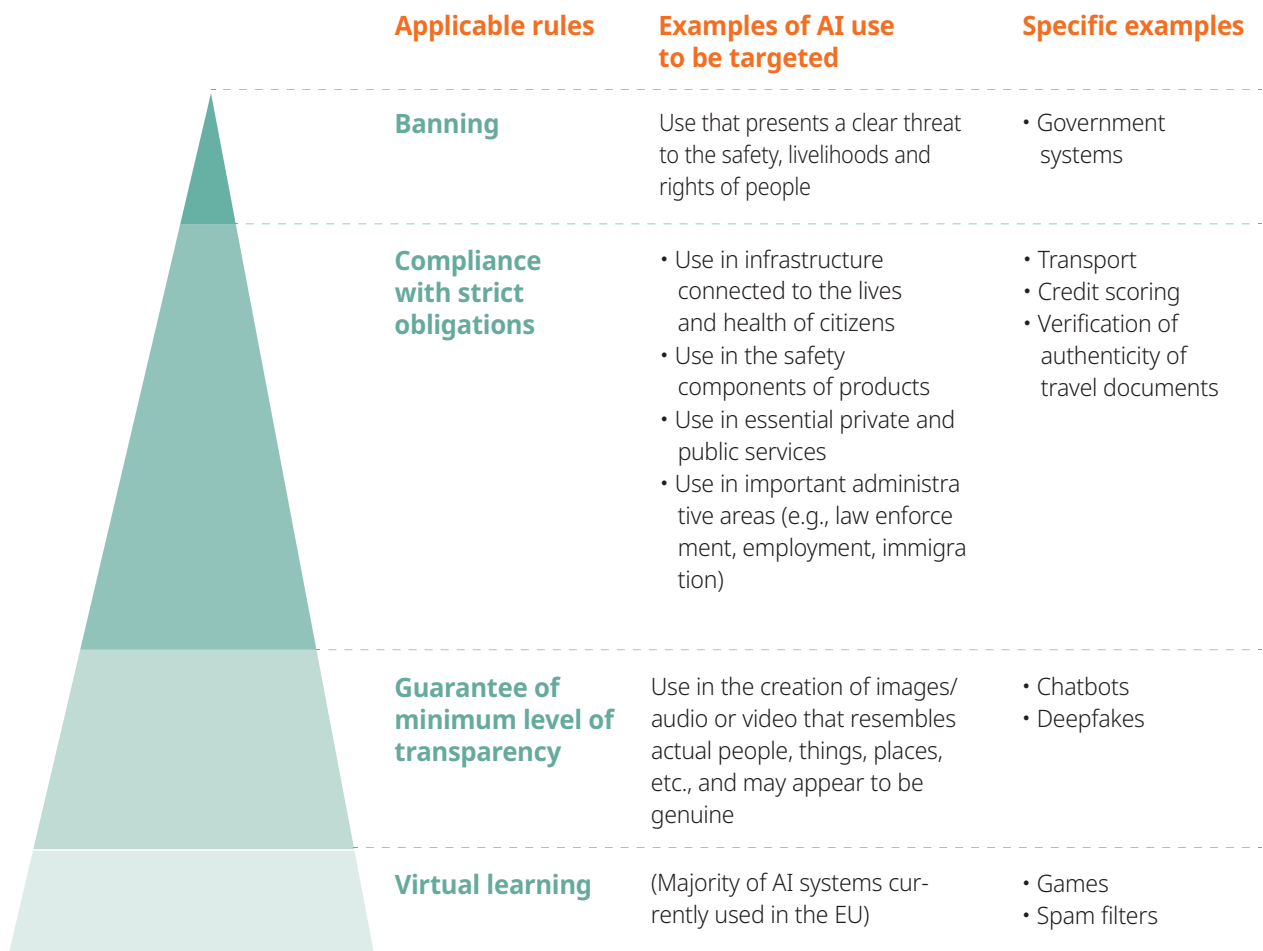 Applicable rules
Examples of AI use
to be targeted
Specific examples
Banning
Use that presents a clear threat
to the safety, livelihoods and
rights of people
• Government
systems
Compliance
with strict
obligations
• Use in infrastructure
connected to the lives
and health of citizens
• Use in the safety
components of products
• Use in essential private and
public services
• Use in important administra
tive areas (e.g., law enforce
ment, employment, immigra
tion)
• Transport
• Credit scoring
• Verification of
authenticity of
travel documents
Guarantee of
minimum level of
transparency
Use in the creation of images/
audio or video that resembles
actual people, things, places,
etc., and may appear to be
genuine
• Chatbots
• Deepfakes
Virtual learning
(Majority of AI systems cur-
rently used in the EU)
• Games
• Spam filters